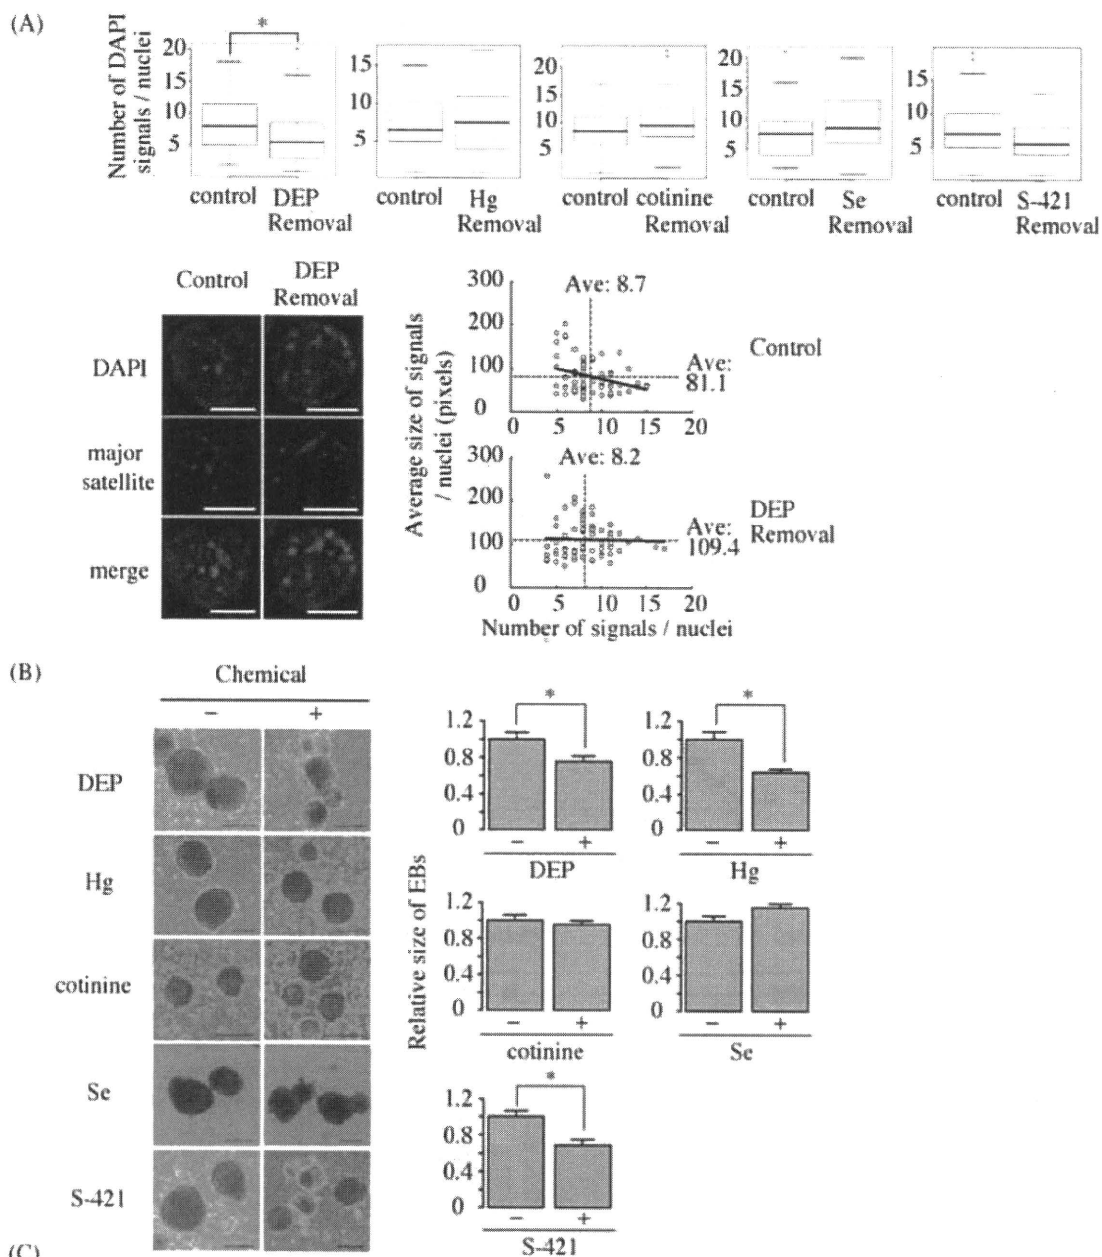 (A)
Number of DAPI
signals / nuclei
*
20
15
10
5
control
DEP
Removal
15
10
5
control
Hg
Removal
20
15
10
5
control
cotinine
Removal
20
15
10
5
control
Se
Removal
20
15
10
5
control
S-421
Removal
Control
DEP
Removal
DAPI
major
satellite
merge
Average size of signals
/ nuclei (pixels)
300
200
100
0
0 5 10 15 20
Ave: 8.7
Ave:
81.1
Control
300
200
100
0
0 5 10 15 20
Ave: 8.2
Ave:
109.4
DEP
Removal
Number of signals / nuclei
(B)
Chemical
− +
DEP
Hg
cotinine
Se
S-421
Relative size of EBs
*
1.2
0.8
0.4
0
− +
DEP
*
1.2
0.8
0.4
0
− +
Hg
1.2
0.8
0.4
0
− +
cotinine
1.2
0.8
0.4
0
− +
Se
*
1.2
0.8
0.4
0
− +
S-421
(C)